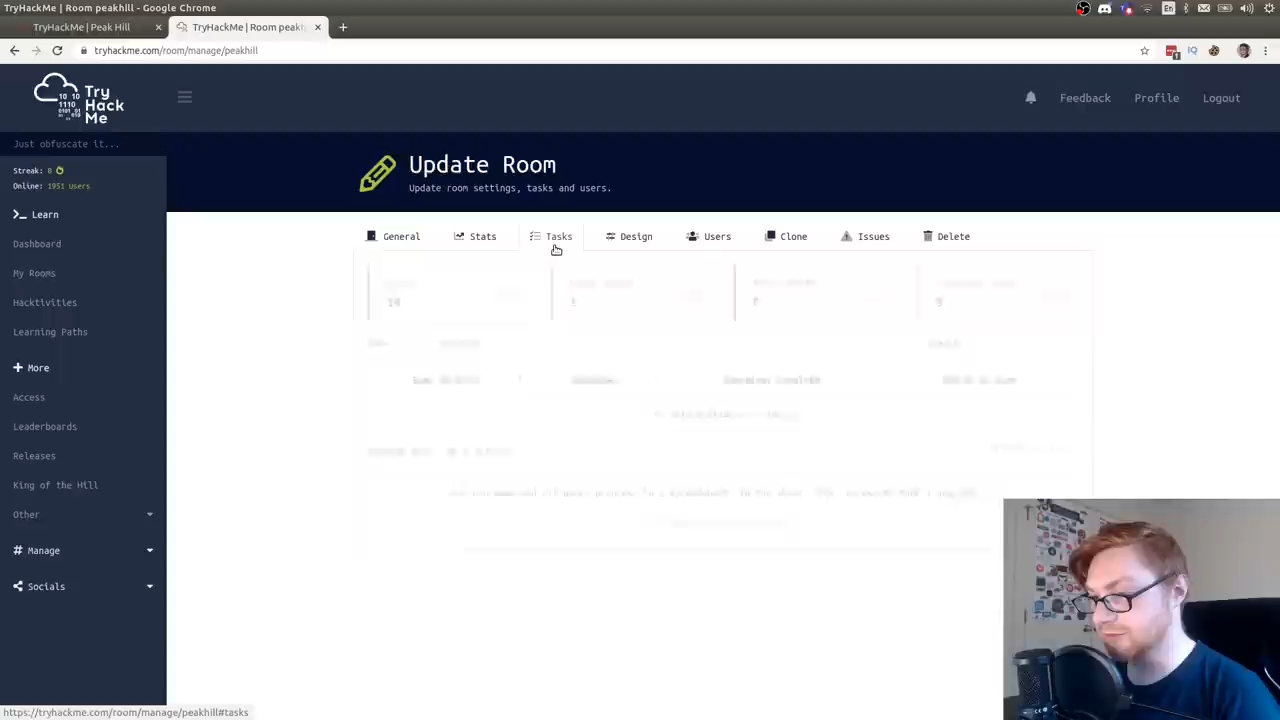 TryHackMe | Room peakhill - Google Chrome
En
TryHackMe | Peak Hill
TryHackMe | Room peakh
tryhackme.com/room/manage/peakhill
IQ
Try
Hack
Me
Feedback
Profile
Logout
Just obfuscate it...
Streak: 8
Online: 1951 users
Learn
Dashboard
My Rooms
Hacktivities
Learning Paths
More
Access
Leaderboards
Releases
King of the Hill
Other
Manage
Socials
Update Room
Update room settings, tasks and users.
General
Stats
Tasks
Design
Users
Clone
Issues
Delete
https://tryhackme.com/room/manage/peakhill#tasks